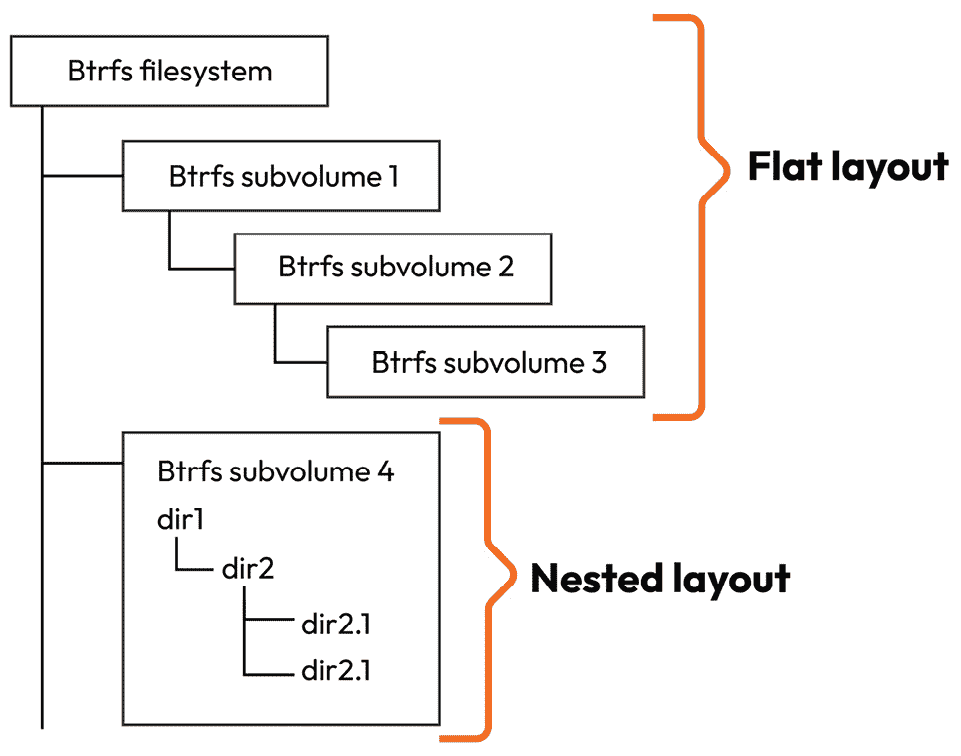 Btrfs filesystem
Btrfs subvolume 1
Flat layout
Btrfs subvolume 2
Btrfs subvolume 3
Btrfs subvolume 4
dir1
dir2
Nested layout
dir2.1
dir2.1